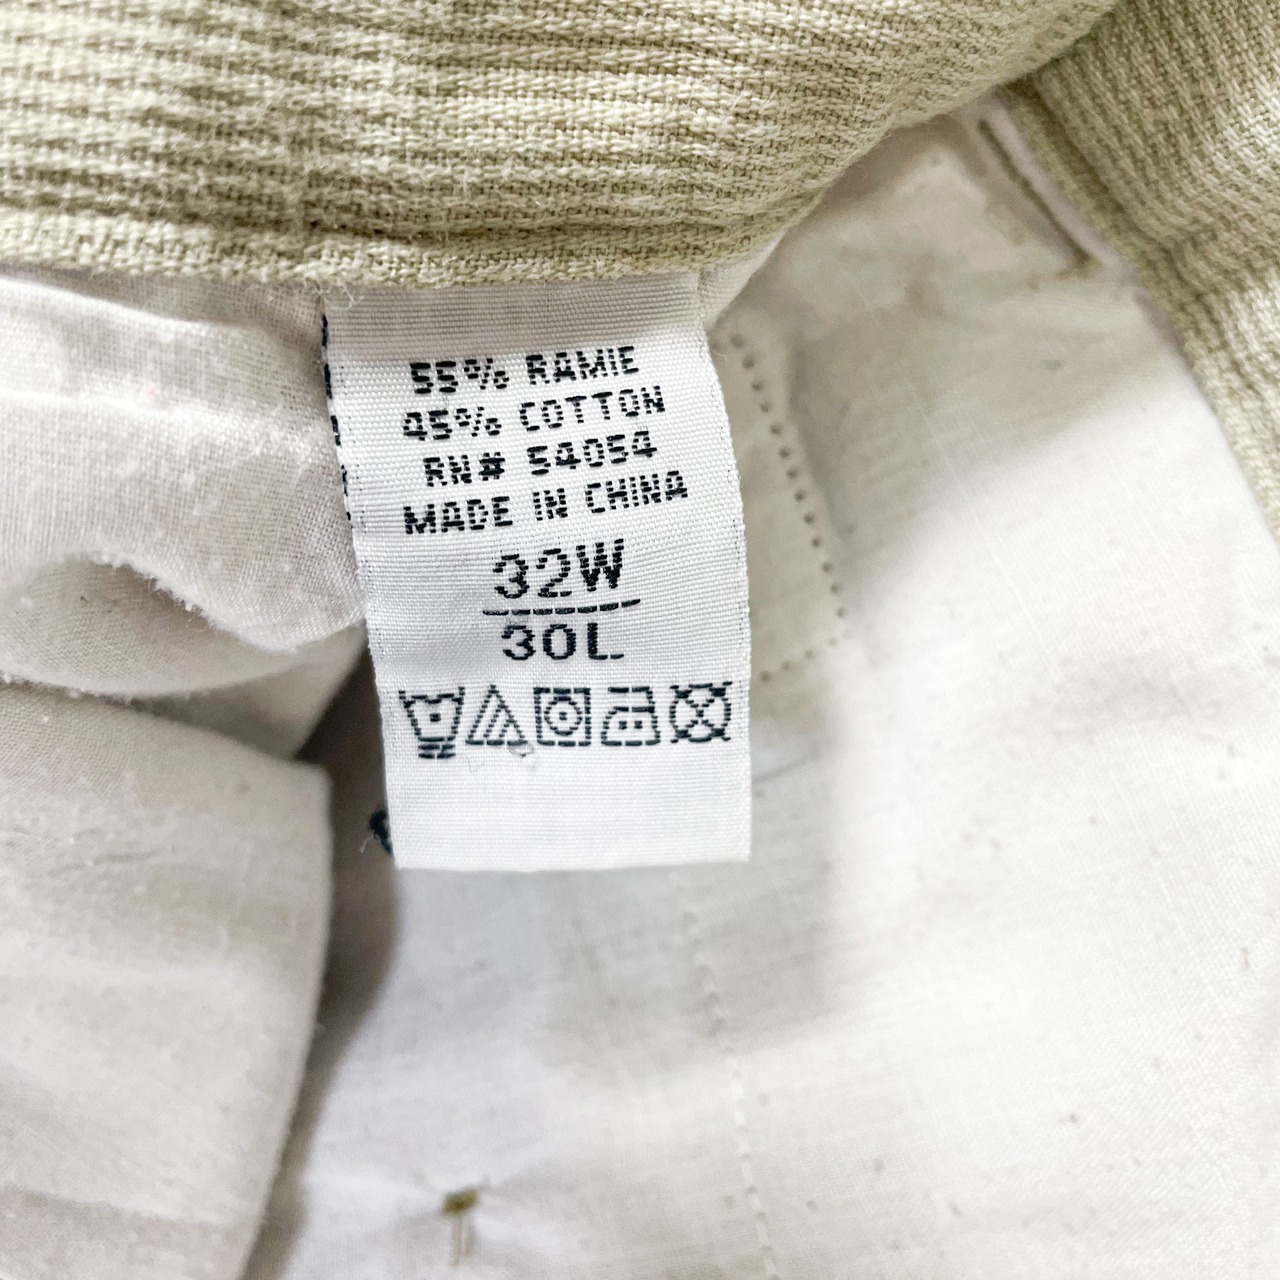 55% RAMIE
45% COTTON
RN# 54054
MADE IN CHINA
32W
30L